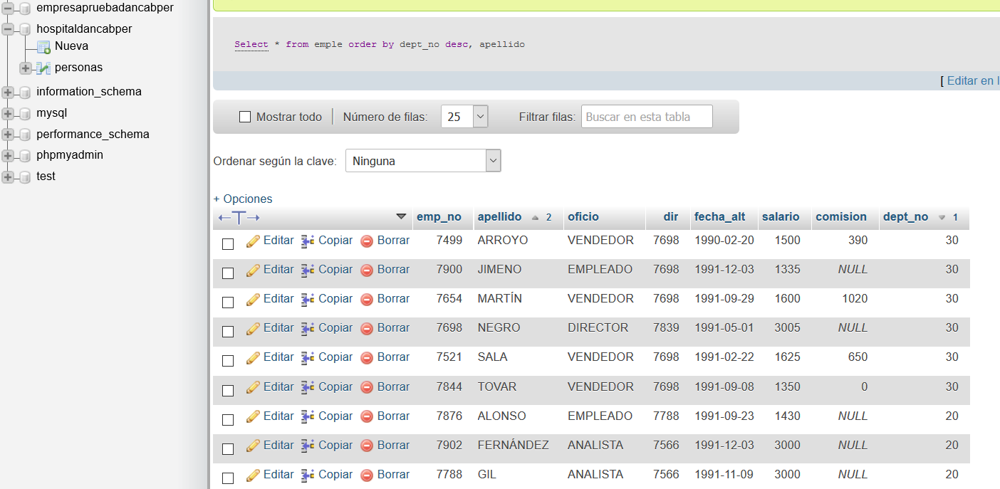 empresapruebadancabper
hospitaldancabper
Nueva
personas
information_schema
mysql
performance_schema
phpmyadmin
test
Select * from emple order by dept_no desc, apellido
[ Editar en l
Mostrar todo Número de filas: 25 Filtrar filas: Buscar en esta tabla
Ordenar según la clave: Ninguna
+ Opciones
←T→ emp_no apellido 2 oficio dir fecha_alt salario comision dept_no 1
Editar Copiar Borrar 7499 ARROYO VENDEDOR 7698 1990-02-20 1500 390 30
Editar Copiar Borrar 7900 JIMENO EMPLEADO 7698 1991-12-03 1335 NULL 30
Editar Copiar Borrar 7654 MARTÍN VENDEDOR 7698 1991-09-29 1600 1020 30
Editar Copiar Borrar 7698 NEGRO DIRECTOR 7839 1991-05-01 3005 NULL 30
Editar Copiar Borrar 7521 SALA VENDEDOR 7698 1991-02-22 1625 650 30
Editar Copiar Borrar 7844 TOVAR VENDEDOR 7698 1991-09-08 1350 0 30
Editar Copiar Borrar 7876 ALONSO EMPLEADO 7788 1991-09-23 1430 NULL 20
Editar Copiar Borrar 7902 FERNÁNDEZ ANALISTA 7566 1991-12-03 3000 NULL 20
Editar Copiar Borrar 7788 GIL ANALISTA 7566 1991-11-09 3000 NULL 20